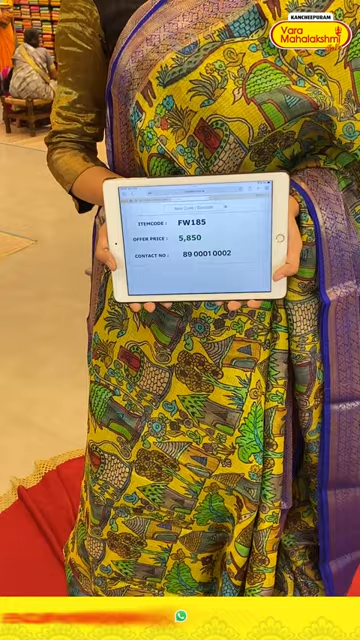 KANCHEEPURAM
Vara
Mahalakshmi
ITEMCODE : FW185
OFFER PRICE : 5,850
CONTACT NO : 89 0001 0002